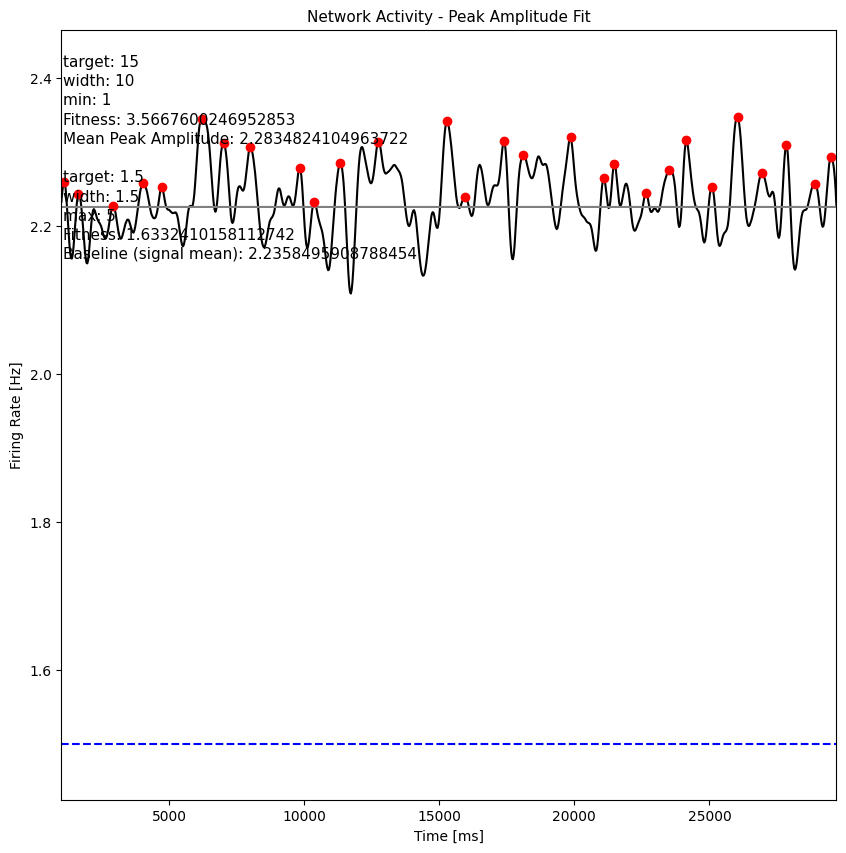 Network Activity - Peak Amplitude Fit
target: 15
width: 10
min: 1
Fitness: 3.5667600246952853
Mean Peak Amplitude: 2.2834824104963722
target: 1.5
width: 1.5
max: 5
Fitness: 1.6332410158112742
Baseline (signal mean): 2.2358495908788454
Firing Rate [Hz]
2.4
2.2
2.0
1.8
1.6
5000
10000
15000
20000
25000
Time [ms]